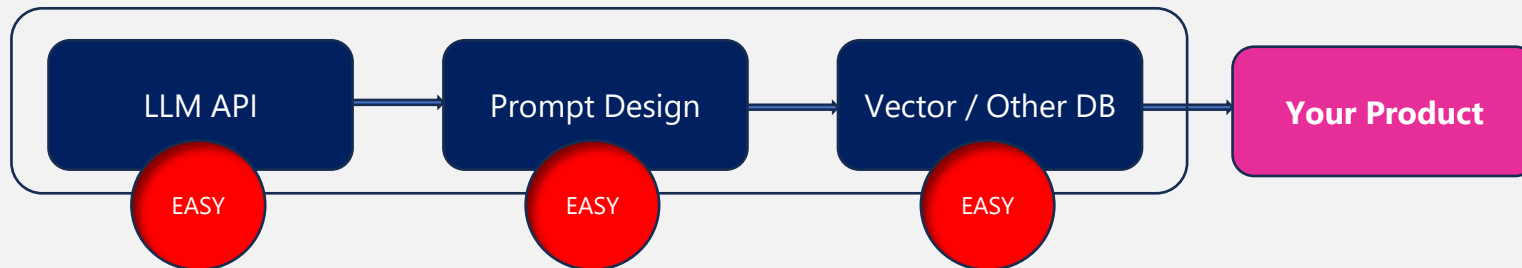 LLM API
Prompt Design
Vector / Other DB
Your Product
EASY
EASY
EASY